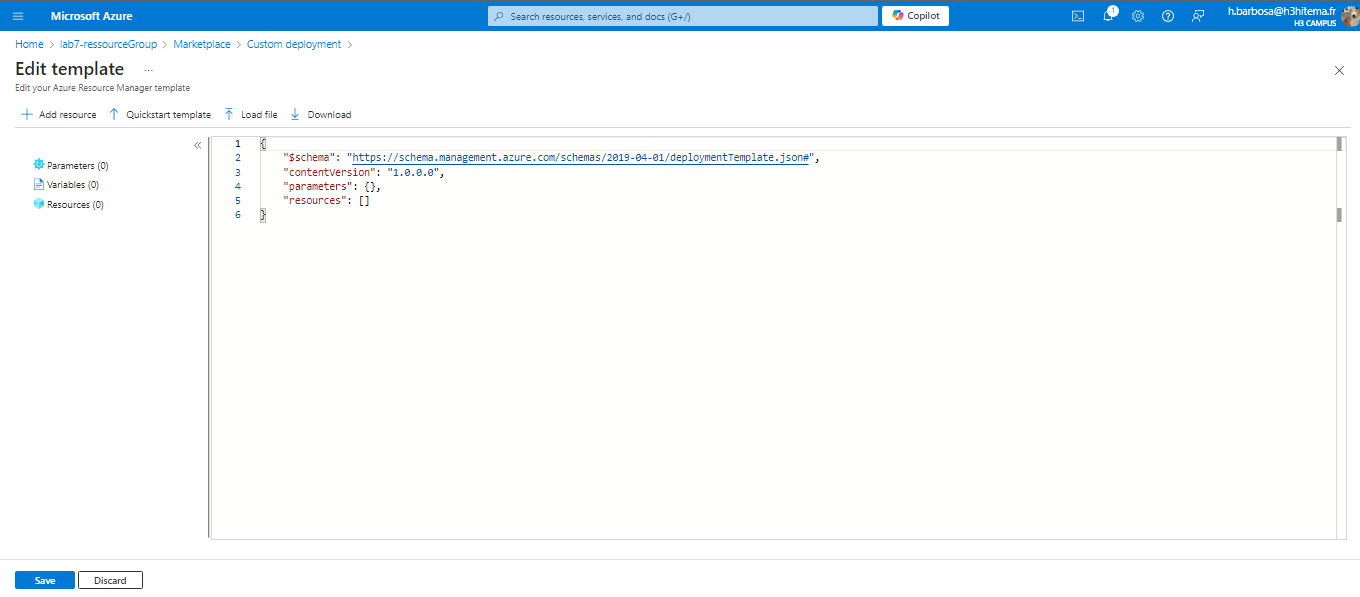 Microsoft Azure
Search resources, services, and docs (G+/)
Copilot
1
h.barbosa@h3hitema.fr
H3 CAMPUS
Home > lab7-ressourceGroup > Marketplace > Custom deployment >
Edit template ...
Edit your Azure Resource Manager template
Add resource
Quickstart template
Load file
Download
«
Parameters (0)
Variables (0)
Resources (0)
1 {
2 "$schema": "https://schema.management.azure.com/schemas/2019-04-01/deploymentTemplate.json#",
3 "contentVersion": "1.0.0.0",
4 "parameters": {},
5 "resources": []
6 }
Save
Discard